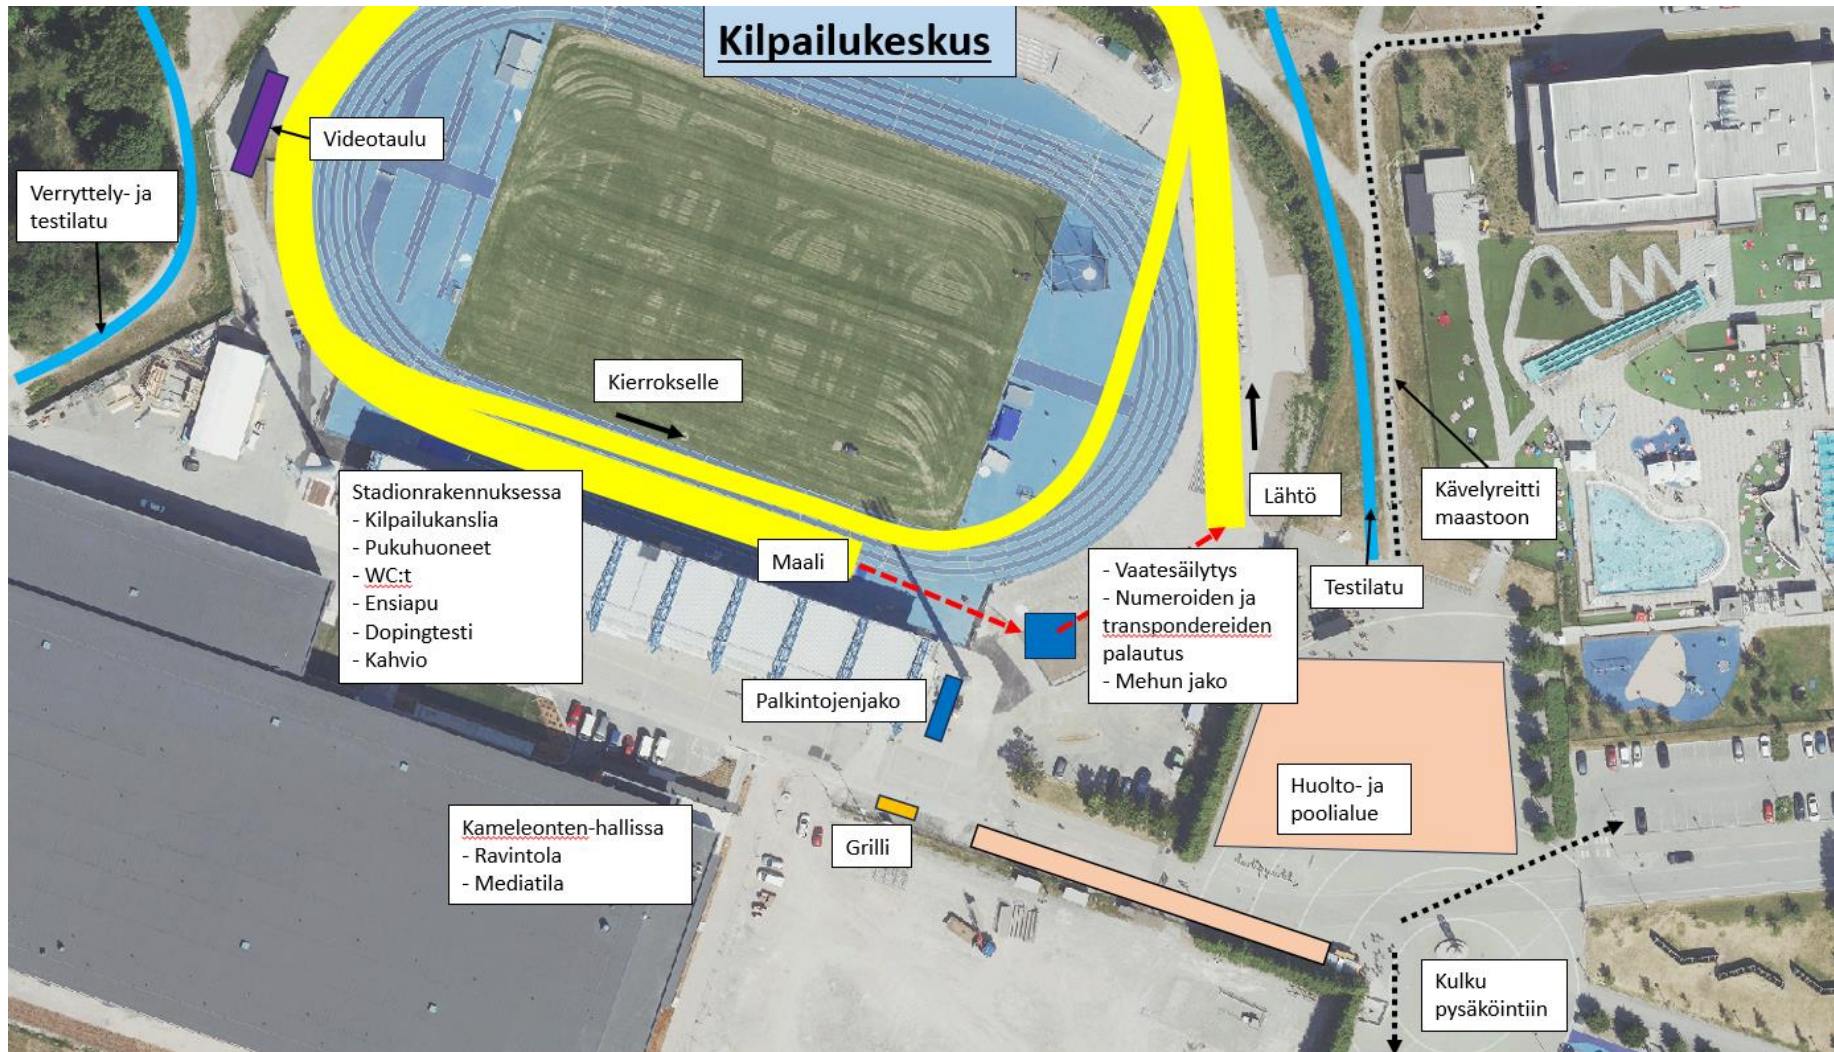 Kilpailukeskus
Videotaulu
Verryttely- ja
testilatu
Kierrokselle
Stadionrakennuksessa
- Kilpailukanslia
- Pukuhuoneet
- WC:t
- Ensiapu
- Dopingtesti
- Kahvio
Maali
Lähtö
Kävelyreitti
maastoon
Testilatu
- Vaatesäilytys
- Numeroiden ja
transpondereiden
palautus
- Mehun jako
Palkintojenjako
Huolto- ja
poolialue
Kameleonten-hallissa
- Ravintola
- Mediatila
Grilli
Kulku
pysäköintiin